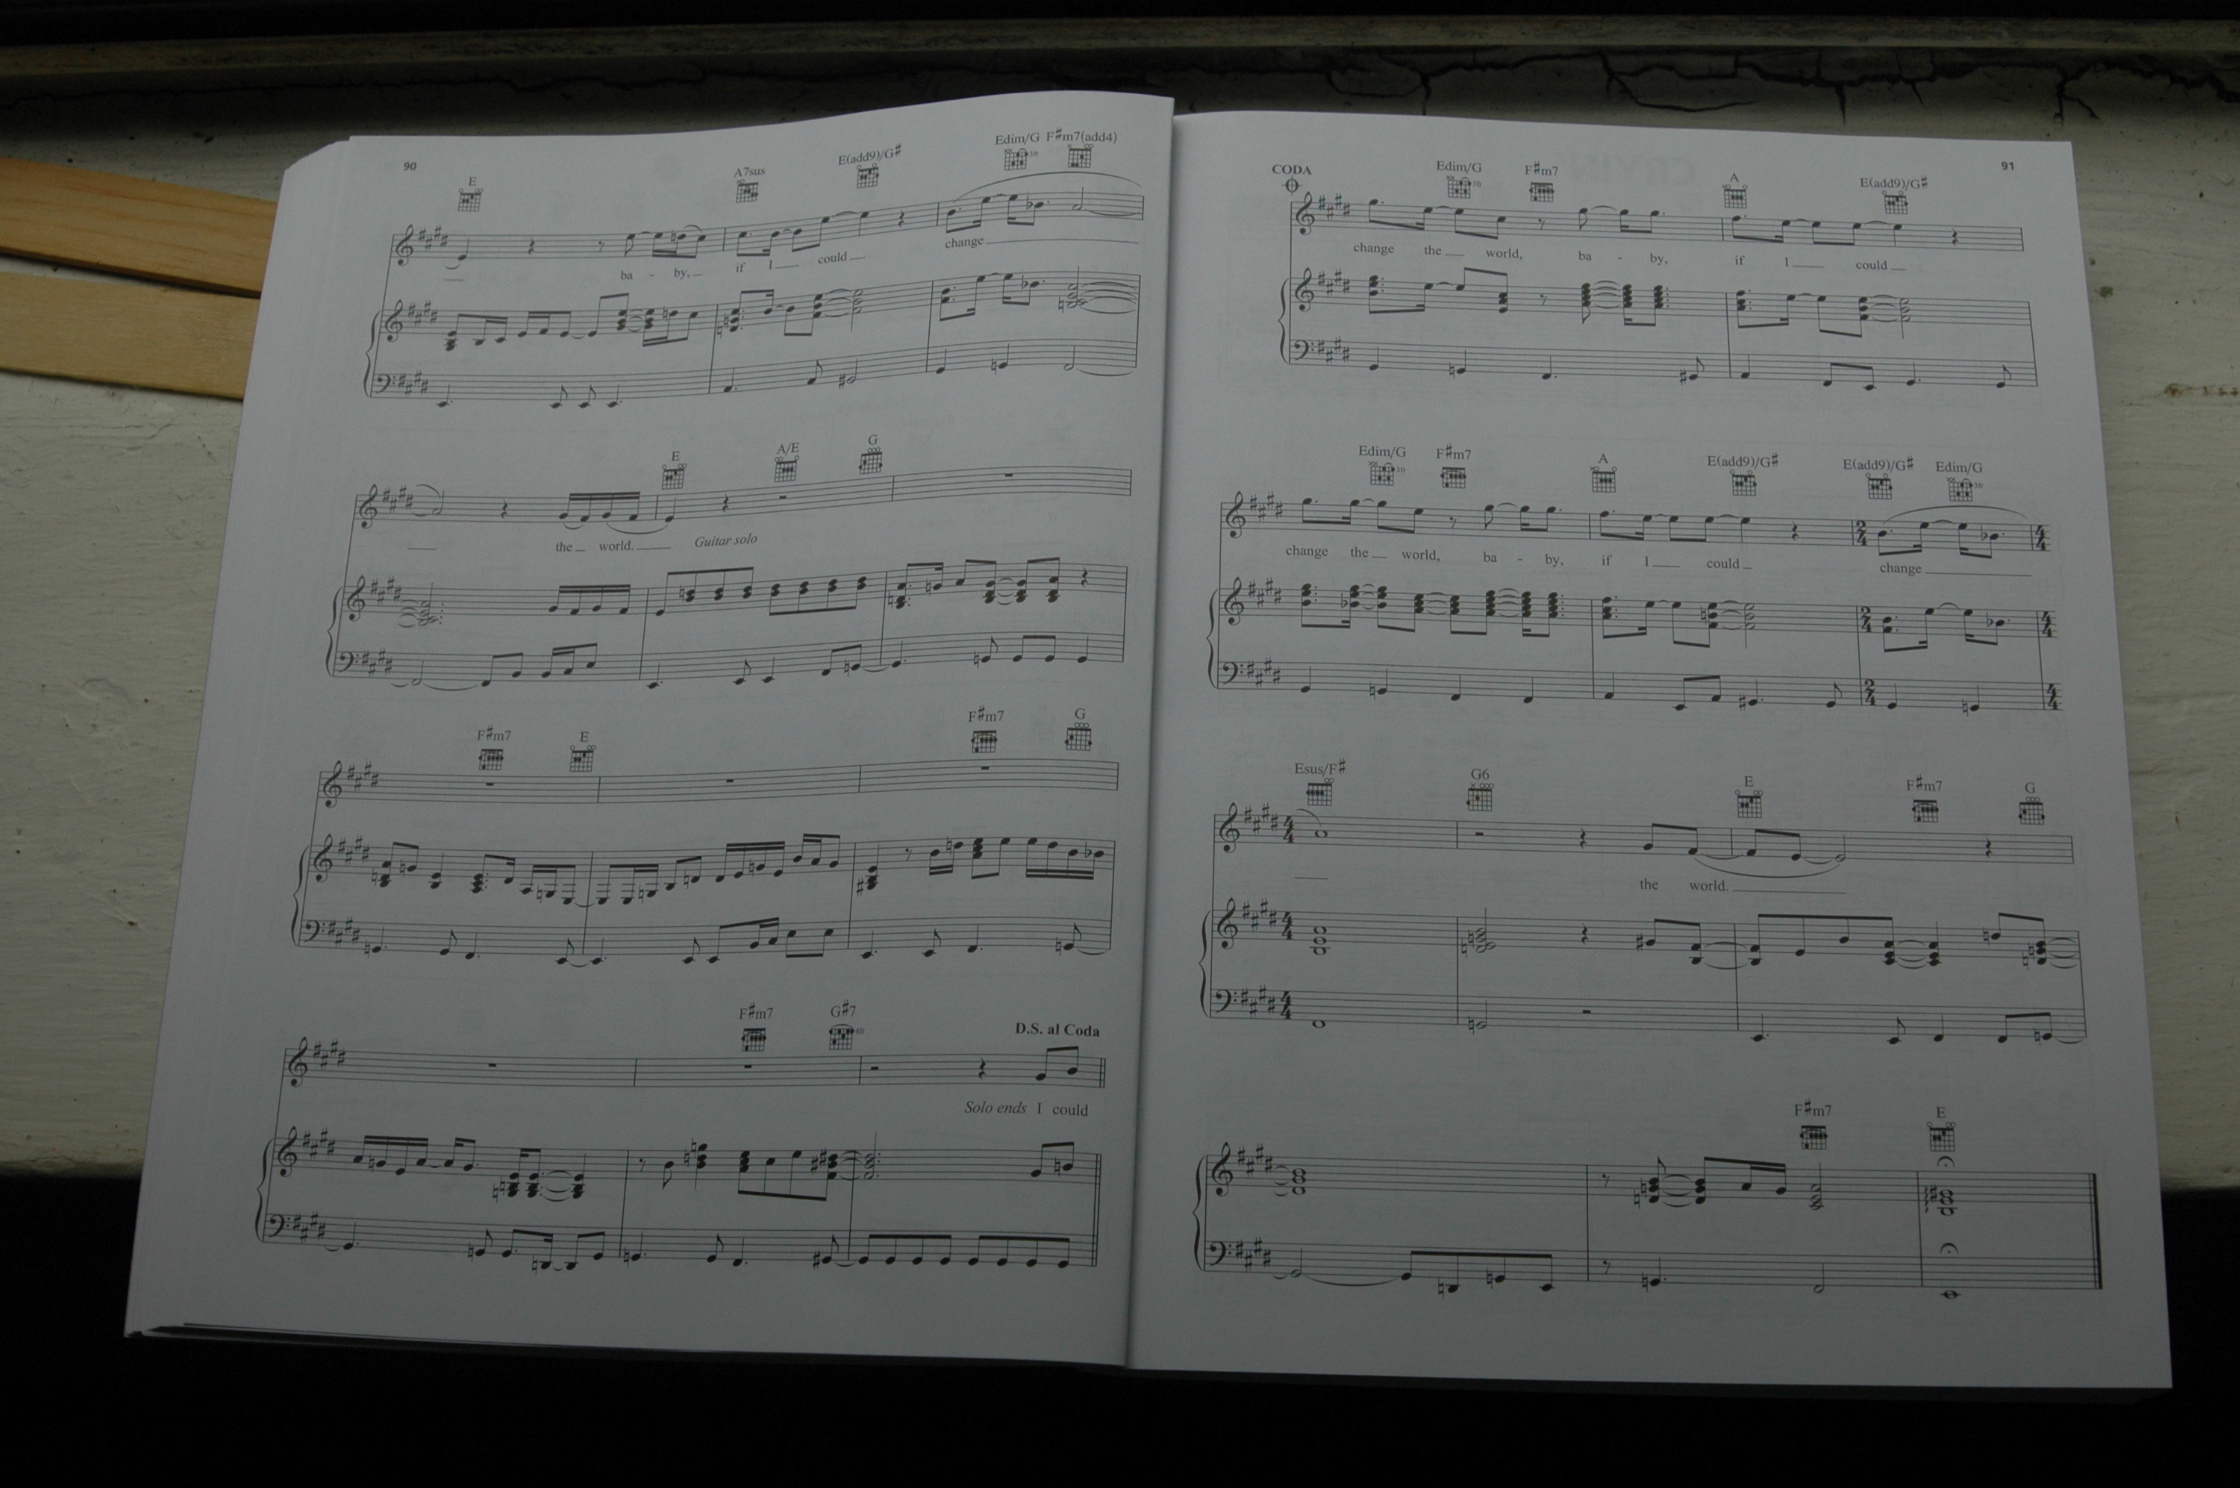 90
E A7sus E(add9)/G# Edim/G F#m7(add4)
ba - by, if I could change
E A/E G
the world. Guitar solo
F#m7 E F#m7 G
F#m7 G#7 D.S. al Coda
Solo ends I could
91
CODA Edim/G F#m7 A E(add9)/G#
change the world, ba - by, if I could
Edim/G F#m7 A E(add9)/G# E(add9)/G# Edim/G
change the world, ba - by, if I could change
Esus/F# G6 E F#m7 G
the world.
F#m7 E